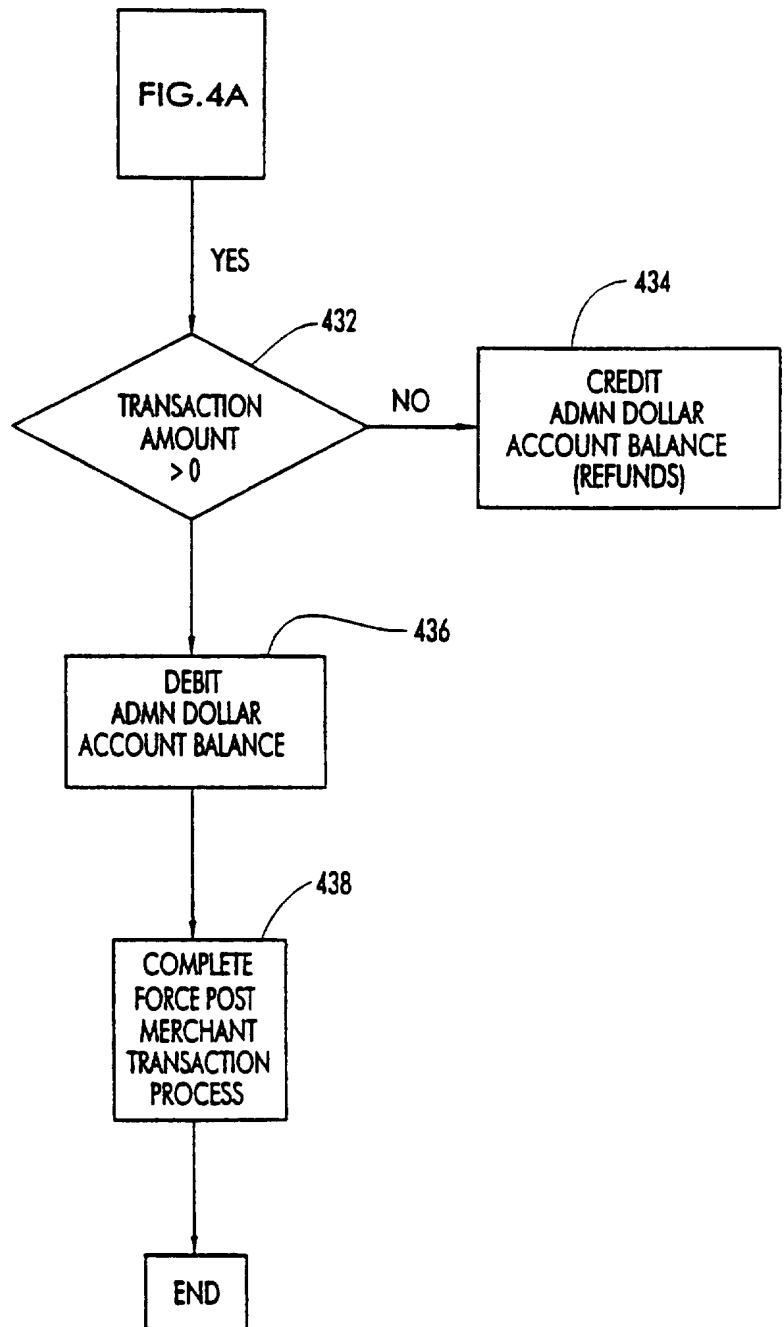 FIG.4A
YES
432
TRANSACTION
AMOUNT
> 0
NO
434
CREDIT
ADMN DOLLAR
ACCOUNT BALANCE
(REFUNDS)
436
DEBIT
ADMN DOLLAR
ACCOUNT BALANCE
438
COMPLETE
FORCE POST
MERCHANT
TRANSACTION
PROCESS
END